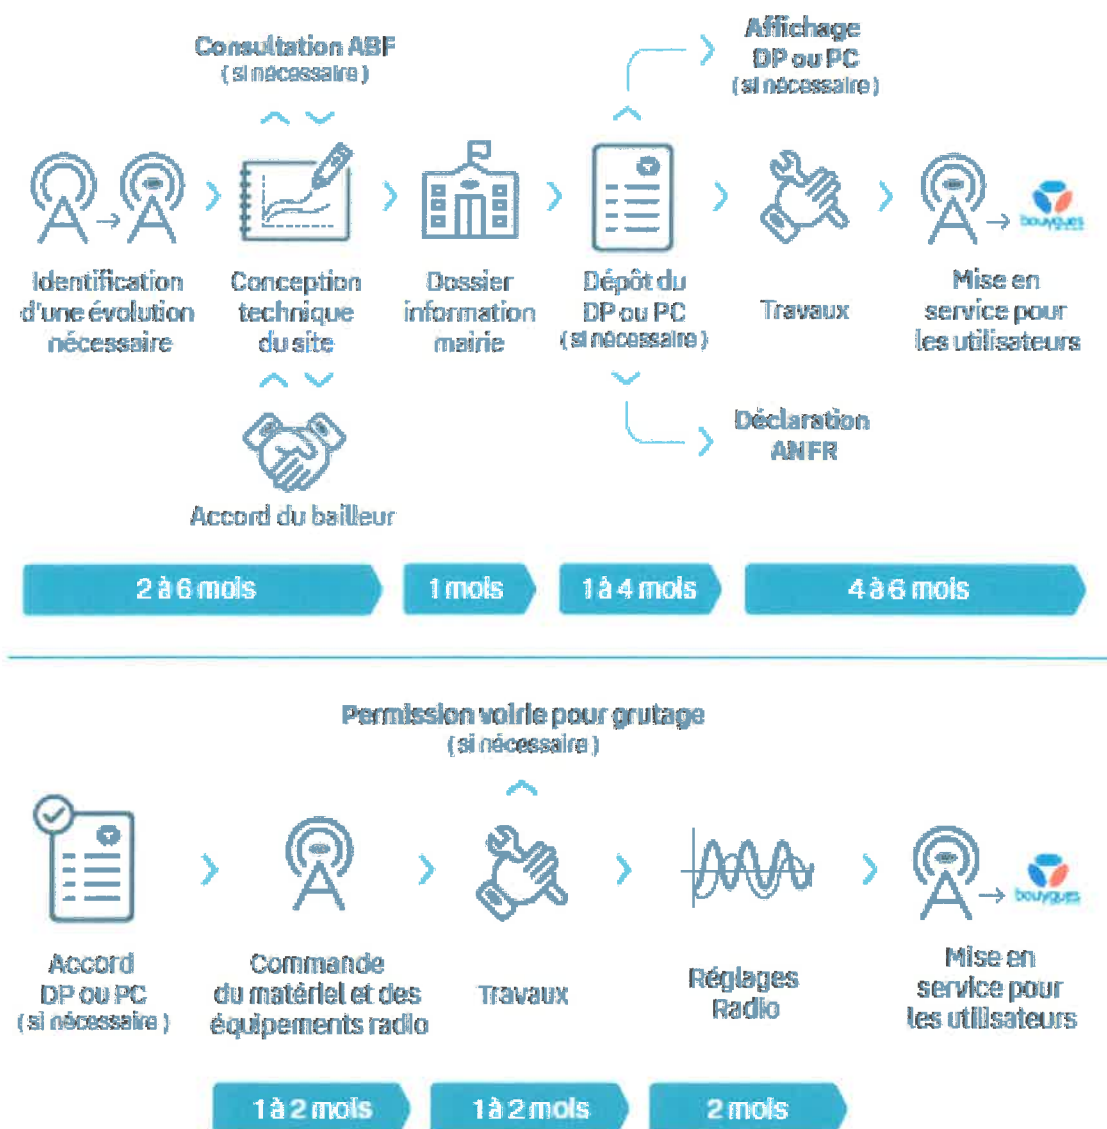 Consultation ABF
(si nécessaire)
Affichage
DP ou PC
(si nécessaire)
bouygues
Identification
d'une évolution
nécessaire
Conception
technique
du site
Dossier
information
mairie
Dépôt du
DP ou PC
(si nécessaire)
Travaux
Mise en
service pour
les utilisateurs
Déclaration
ANFR
Accord du bailleur
2 à 6 mois
1 mois
1 à 4 mois
4 à 6 mois
Permission voirie pour grutage
(si nécessaire)
bouygues
Accord
DP ou PC
(si nécessaire)
Commande
du matériel et des
équipements radio
Travaux
Réglages
Radio
Mise en
service pour
les utilisateurs
1 à 2 mois
1 à 2 mois
2 mois